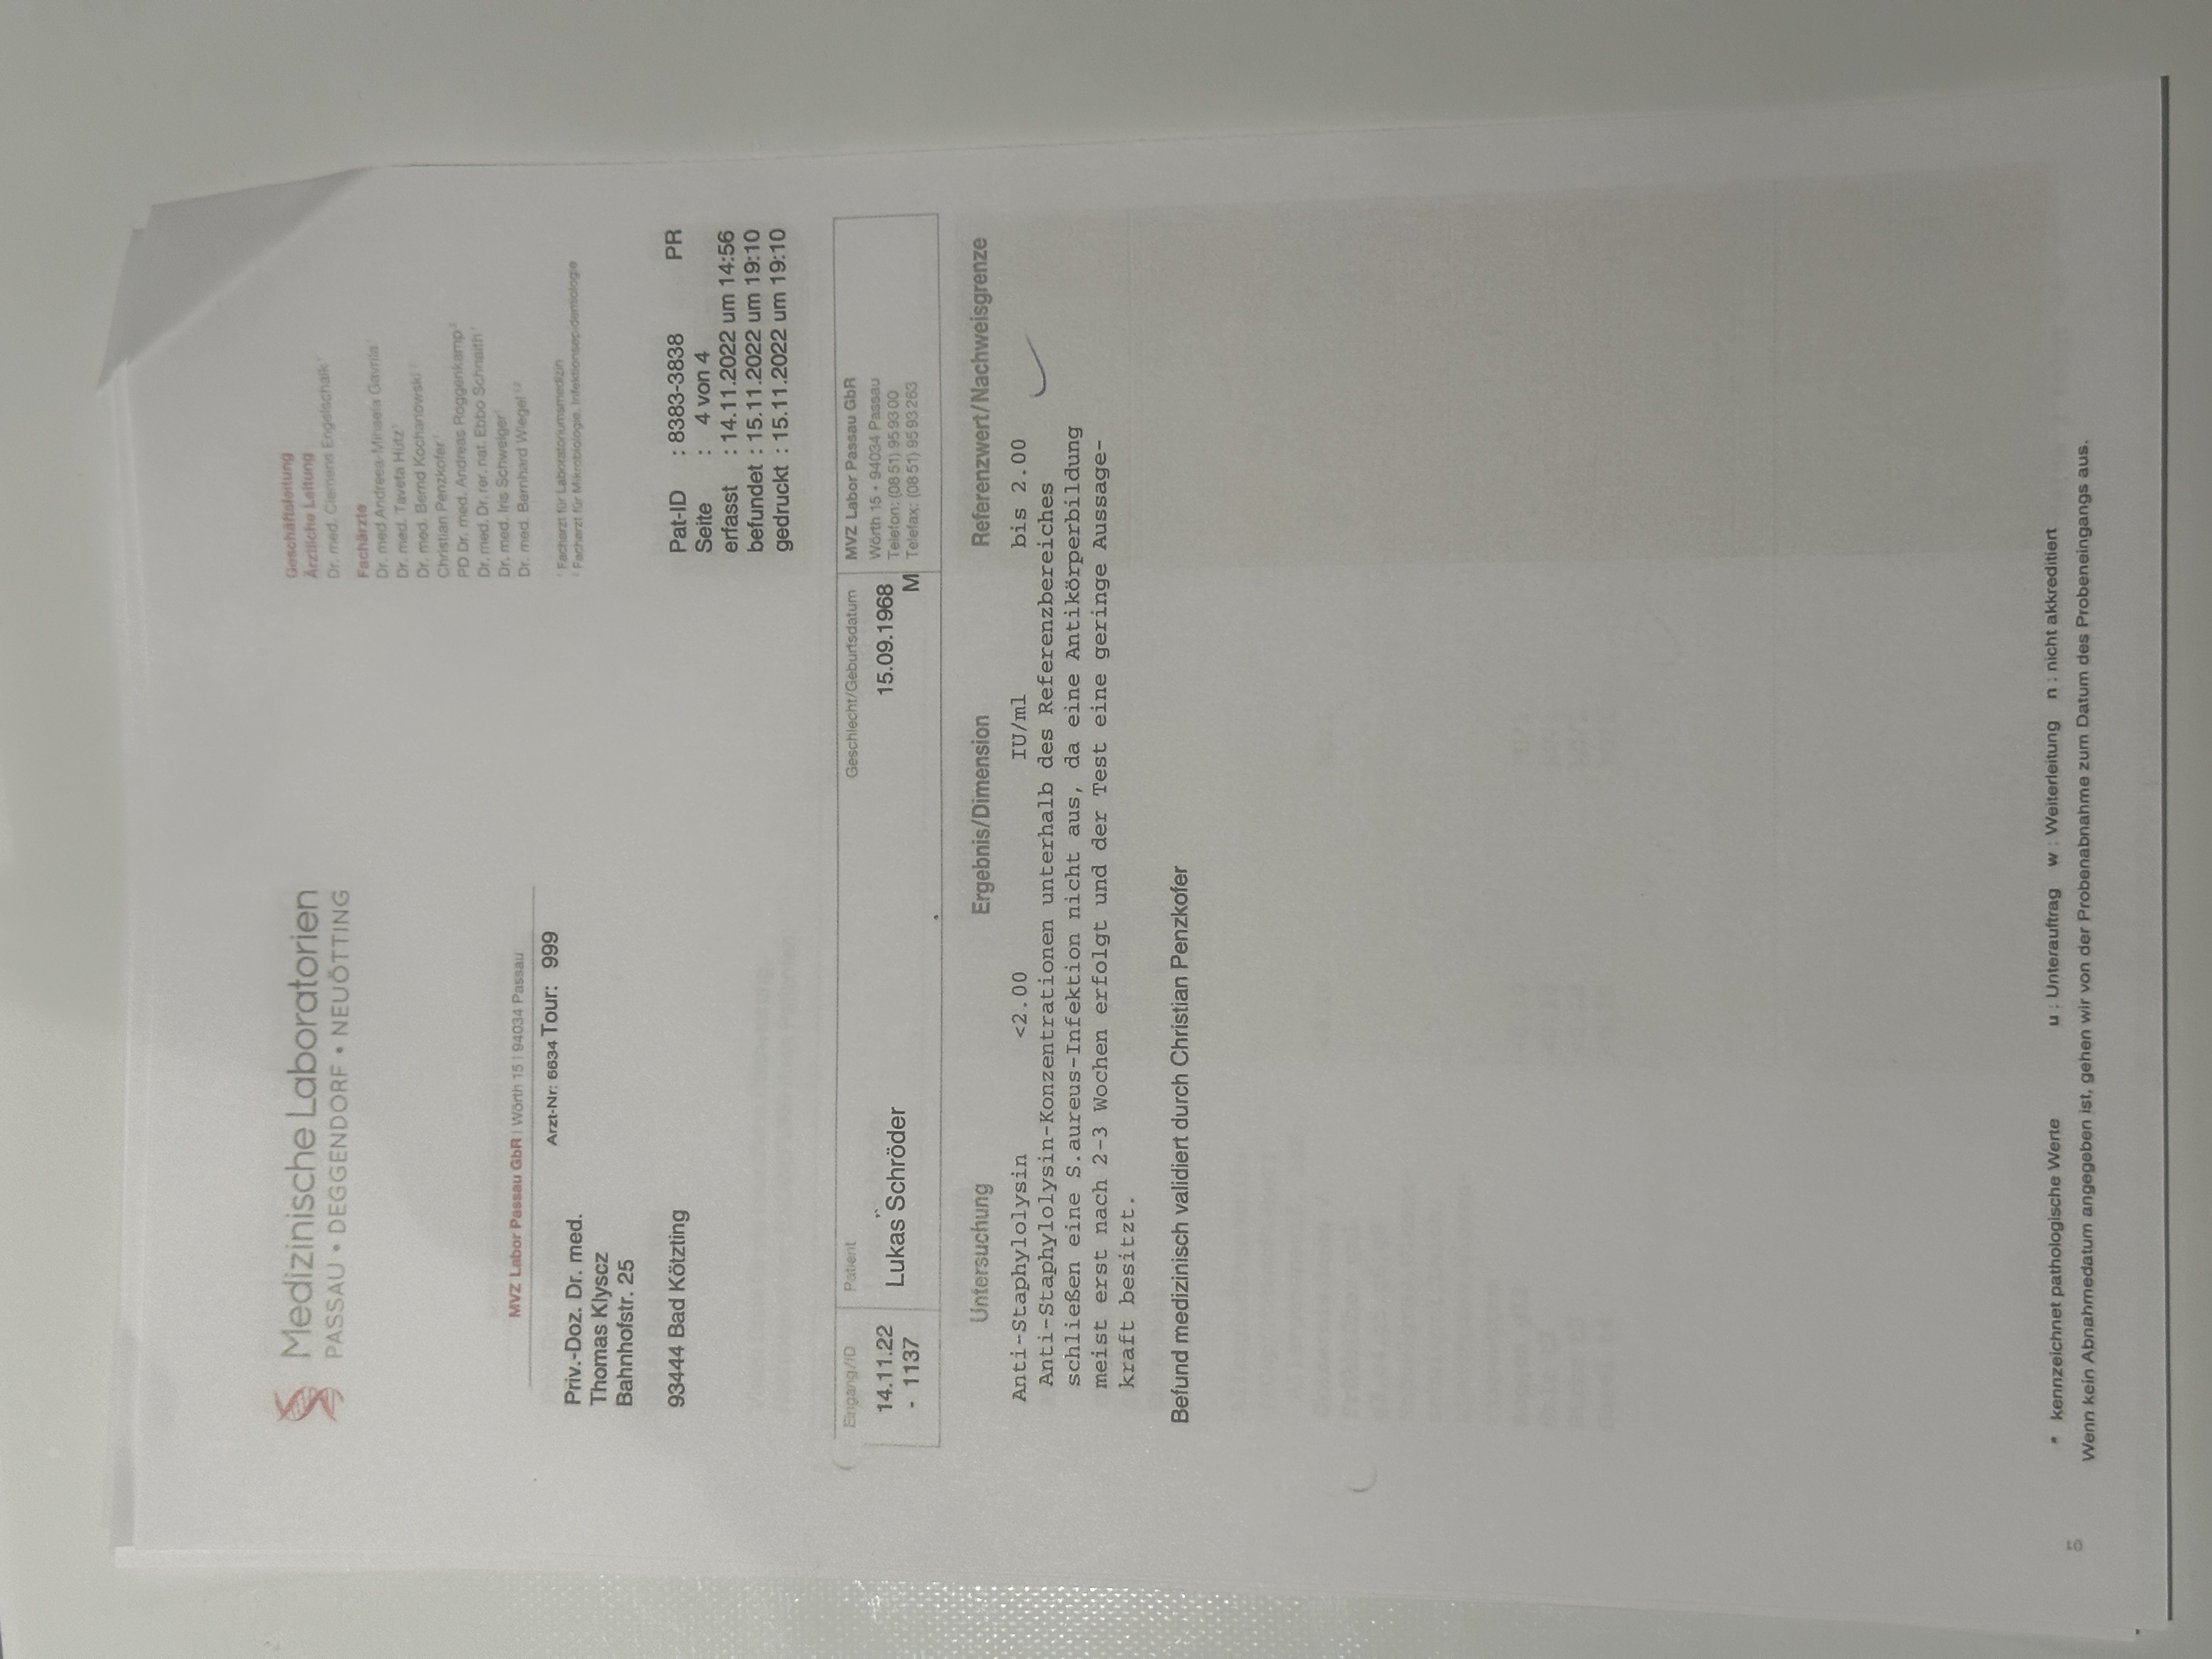 Medizinische Laboratorien
PASSAU • DEGGENDORF • NEUÖTTING
Geschäftsleitung
Ärztliche Leitung
Dr. med. Clemens Engelschalk¹
Fachärzte
Dr. med Andreea-Mihaela Gavrila¹
Dr. med. Taveta Hutz¹
Dr. med. Bernd Kochanowski¹
Christian Penzkofer¹
PD Dr. med. Andreas Roggenkamp²
Dr. med. Dr. rer. nat. Ebbo Schnaith¹
Dr. med. Iris Schweiger¹
Dr. med. Bernhard Wiegel
¹ Facharzt für Laboratoriumsmedizin
² Facharzt für Mikrobiologie, Infektionsepidemiologie
MVZ Labor Passau GbR | Wörth 15 | 94034 Passau
Arzt-Nr: 6634 Tour: 999
Priv.-Doz. Dr. med.
Thomas Klyscz
Bahnhofstr. 25
93444 Bad Kötzting
Pat-ID : 8383-3838 PR
Seite : 4 von 4
erfasst : 14.11.2022 um 14:56
befundet : 15.11.2022 um 19:10
gedruckt : 15.11.2022 um 19:10
Eingang/ID Patient Geschlecht/Geburtsdatum
14.11.22 Lukas Schröder 15.09.1968
- 1137 M
MVZ Labor Passau GbR
Wörth 15 • 94034 Passau
Telefon: (08 51) 95 93 00
Telefax: (08 51) 95 93 263
Untersuchung Ergebnis/Dimension Referenzwert/Nachweisgrenze
Anti-Staphylolysin <2.00 IU/ml bis 2.00
Anti-Staphylolysin-Konzentrationen unterhalb des Referenzbereiches
schließen eine S.aureus-Infektion nicht aus, da eine Antikörperbildung
meist erst nach 2-3 Wochen erfolgt und der Test eine geringe Aussage-
kraft besitzt.
Befund medizinisch validiert durch Christian Penzkofer
* kennzeichnet pathologische Werte u : Unterauftrag w : Weiterleitung n : nicht akkreditiert
Wenn kein Abnahmedatum angegeben ist, gehen wir von der Probenabnahme zum Datum des Probeneingangs aus.